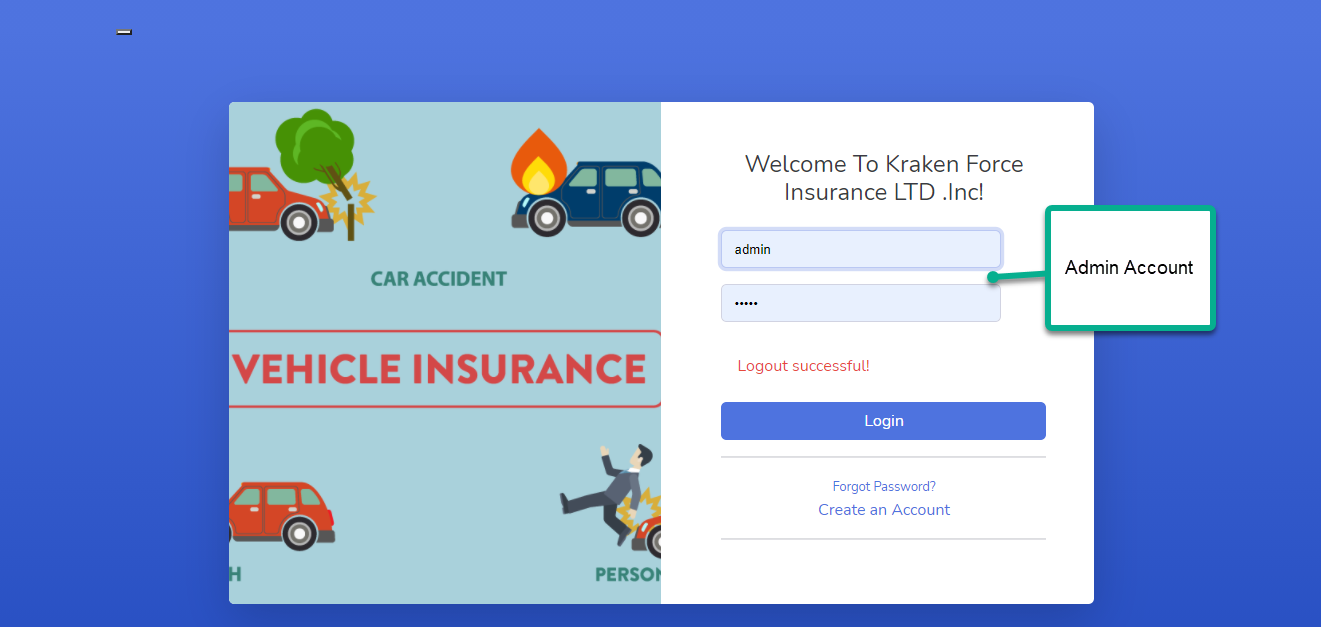 CAR ACCIDENT
VEHICLE INSURANCE
H
PERSON
Welcome To Kraken Force
Insurance LTD .Inc!
admin
•••••
Logout successful!
Login
Forgot Password?
Create an Account
Admin Account